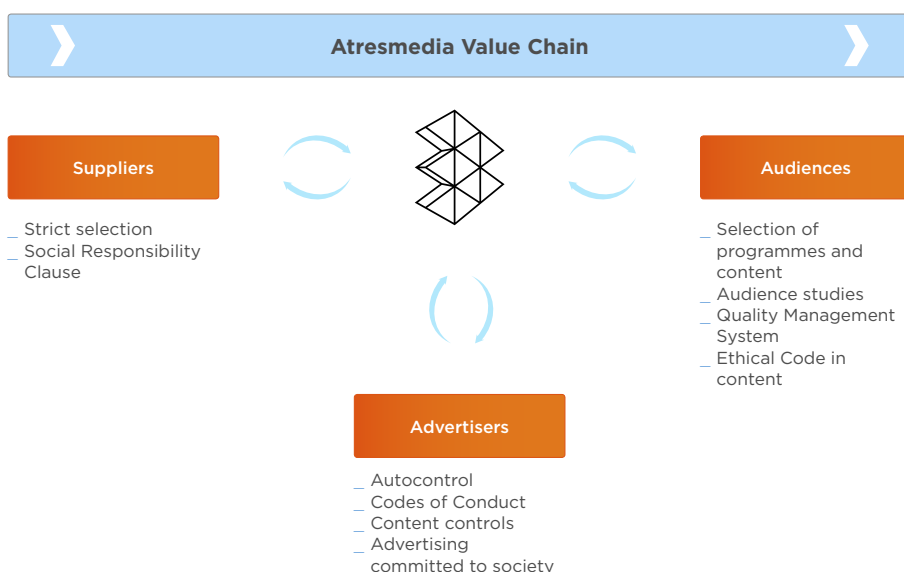 Atresmedia Value Chain
Suppliers
_ Strict selection
_ Social Responsibility
Clause
Audiences
_ Selection of
programmes and
content
_ Audience studies
_ Quality Management
System
_ Ethical Code in
content
Advertisers
_ Autocontrol
_ Codes of Conduct
_ Content controls
_ Advertising
committed to society